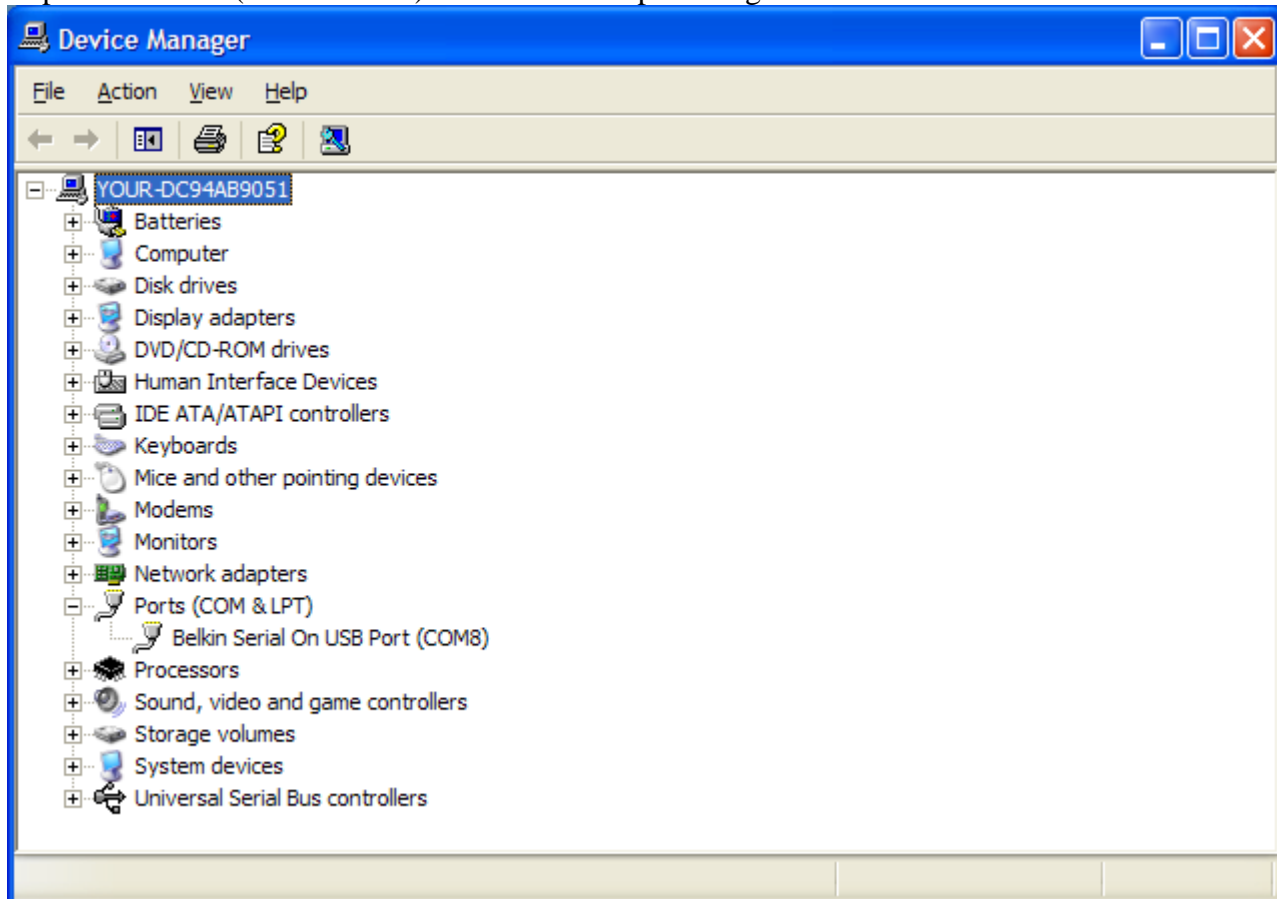 Device Manager
File Action View Help
YOUR-DC94AB9051
Batteries
Computer
Disk drives
Display adapters
DVD/CD-ROM drives
Human Interface Devices
IDE ATA/ATAPI controllers
Keyboards
Mice and other pointing devices
Modems
Monitors
Network adapters
Ports (COM & LPT)
Belkin Serial On USB Port (COM8)
Processors
Sound, video and game controllers
Storage volumes
System devices
Universal Serial Bus controllers